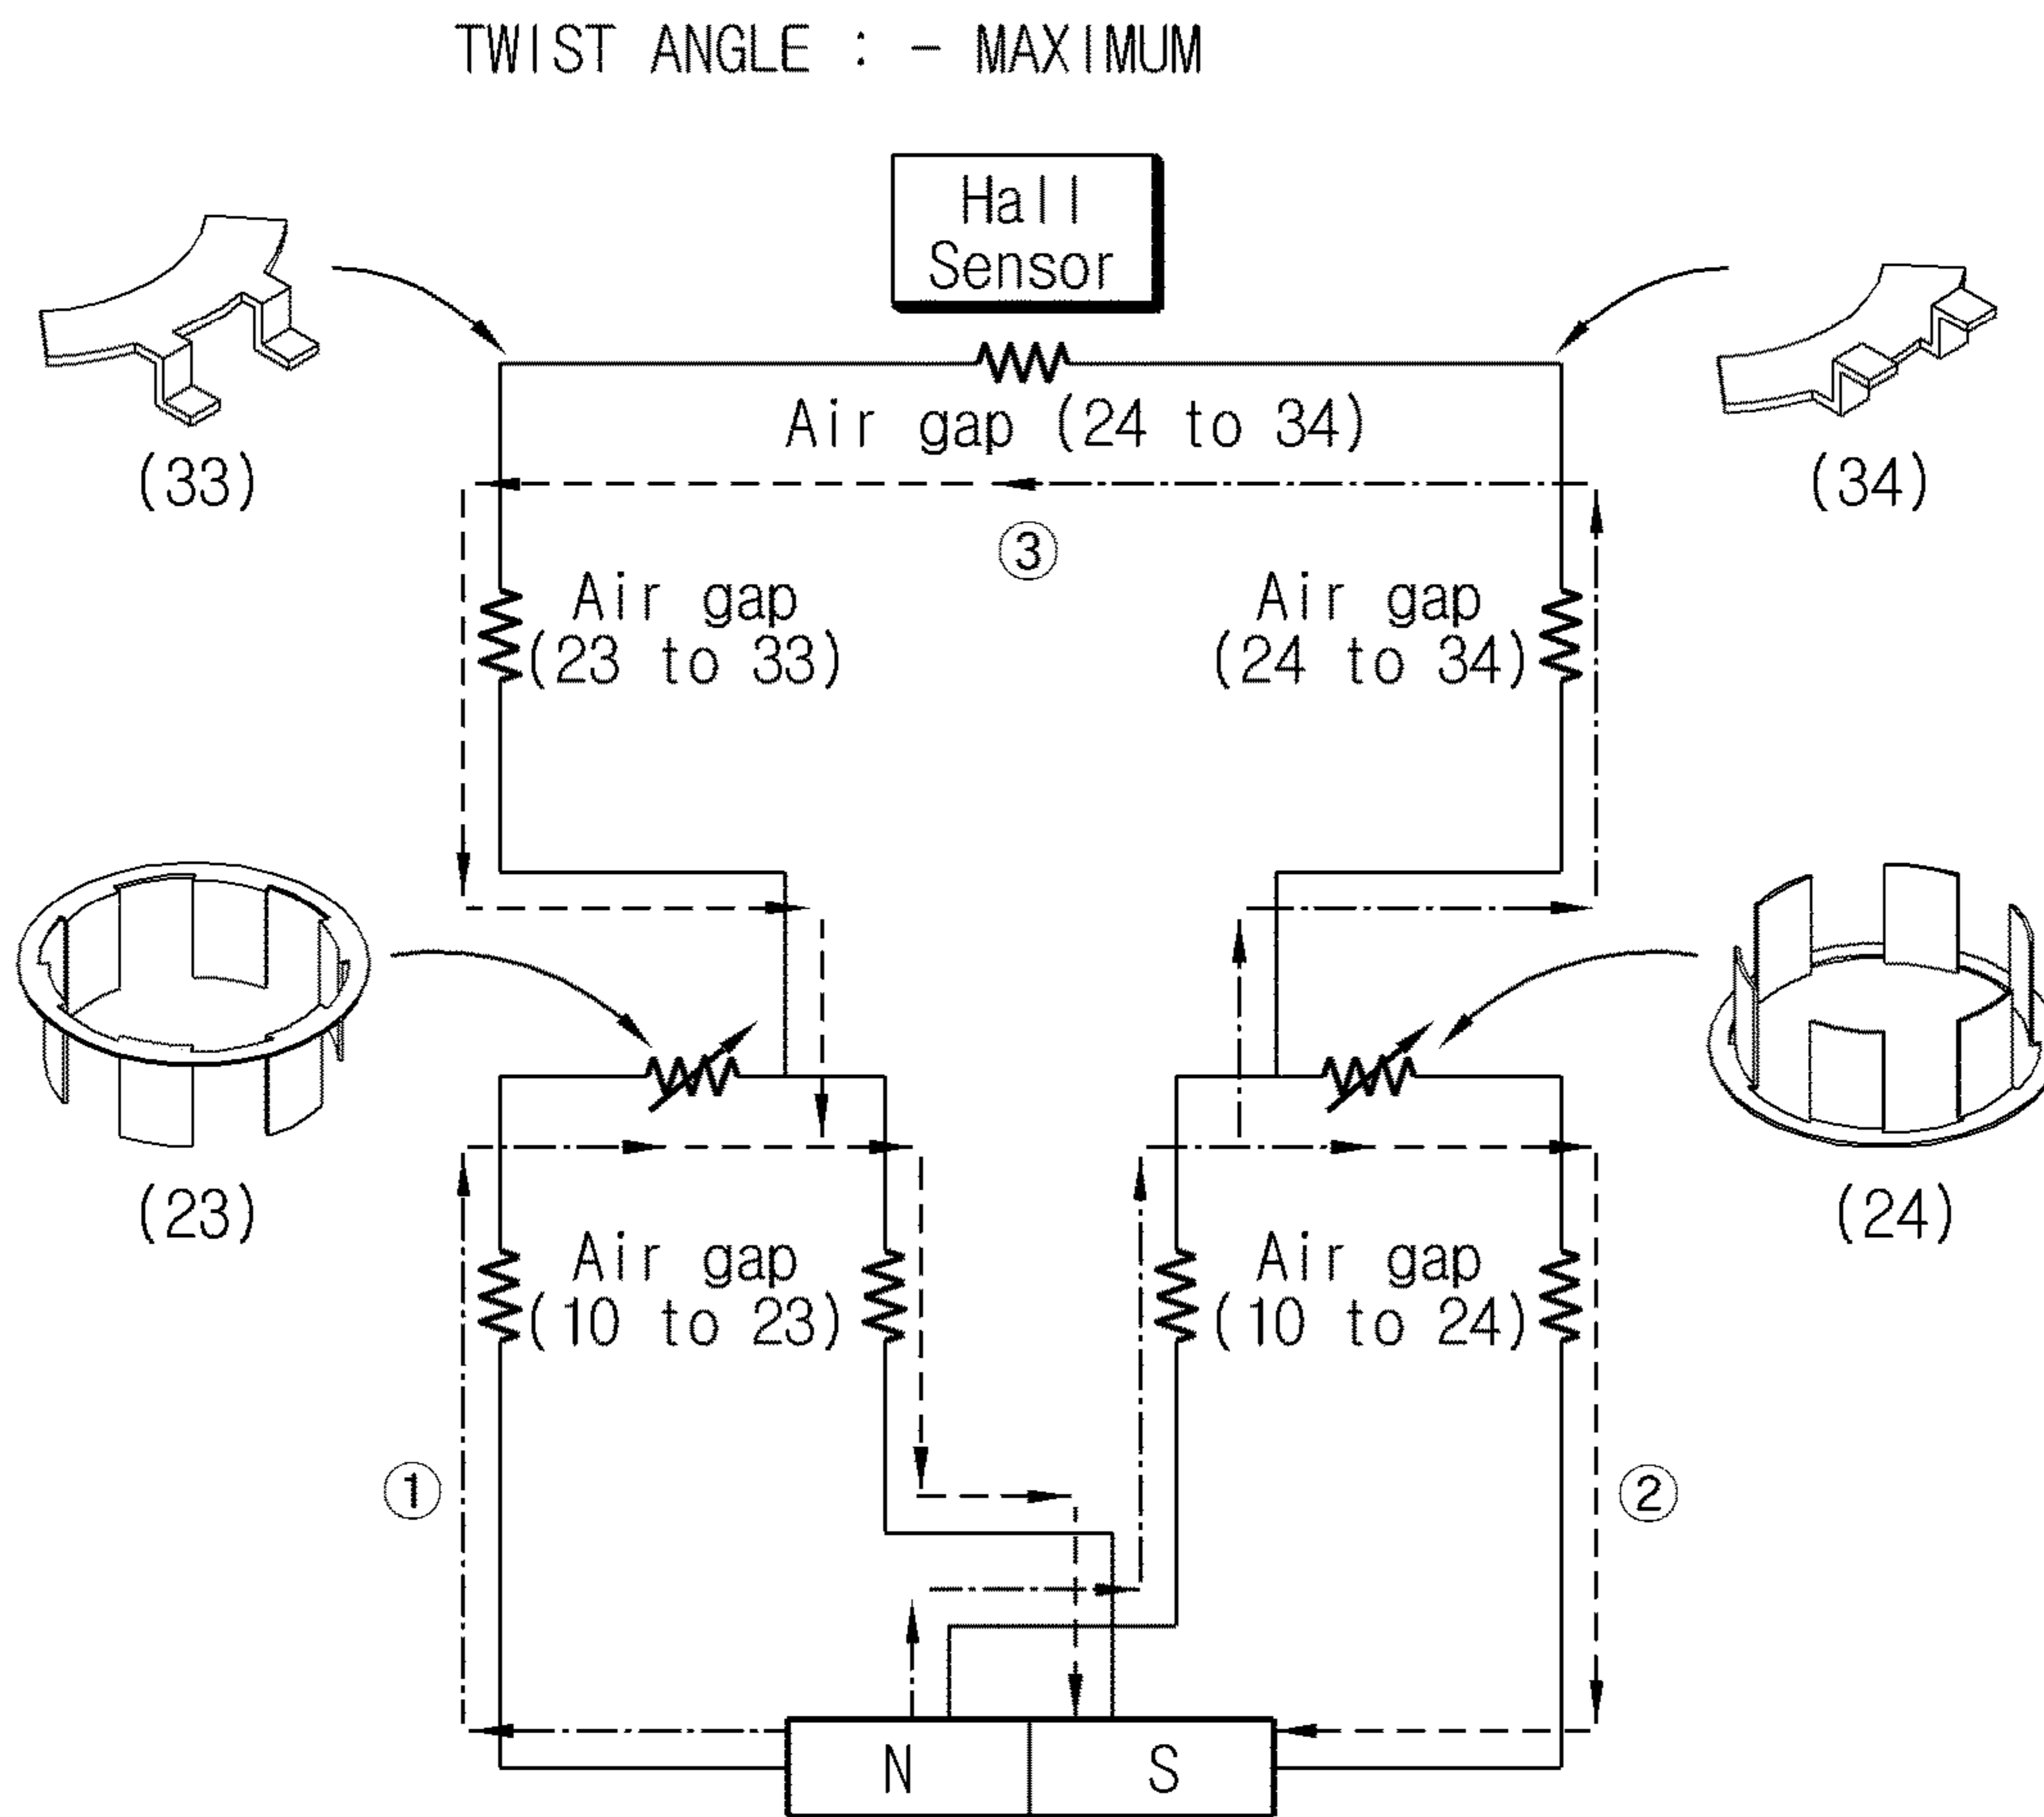 TWIST ANGLE : - MAXIMUM
Hall
Sensor
Air gap (24 to 34)
(33)
(34)
③
Air gap
(23 to 33)
Air gap
(24 to 34)
(23)
(24)
Air gap
(10 to 23)
Air gap
(10 to 24)
①
②
N
S